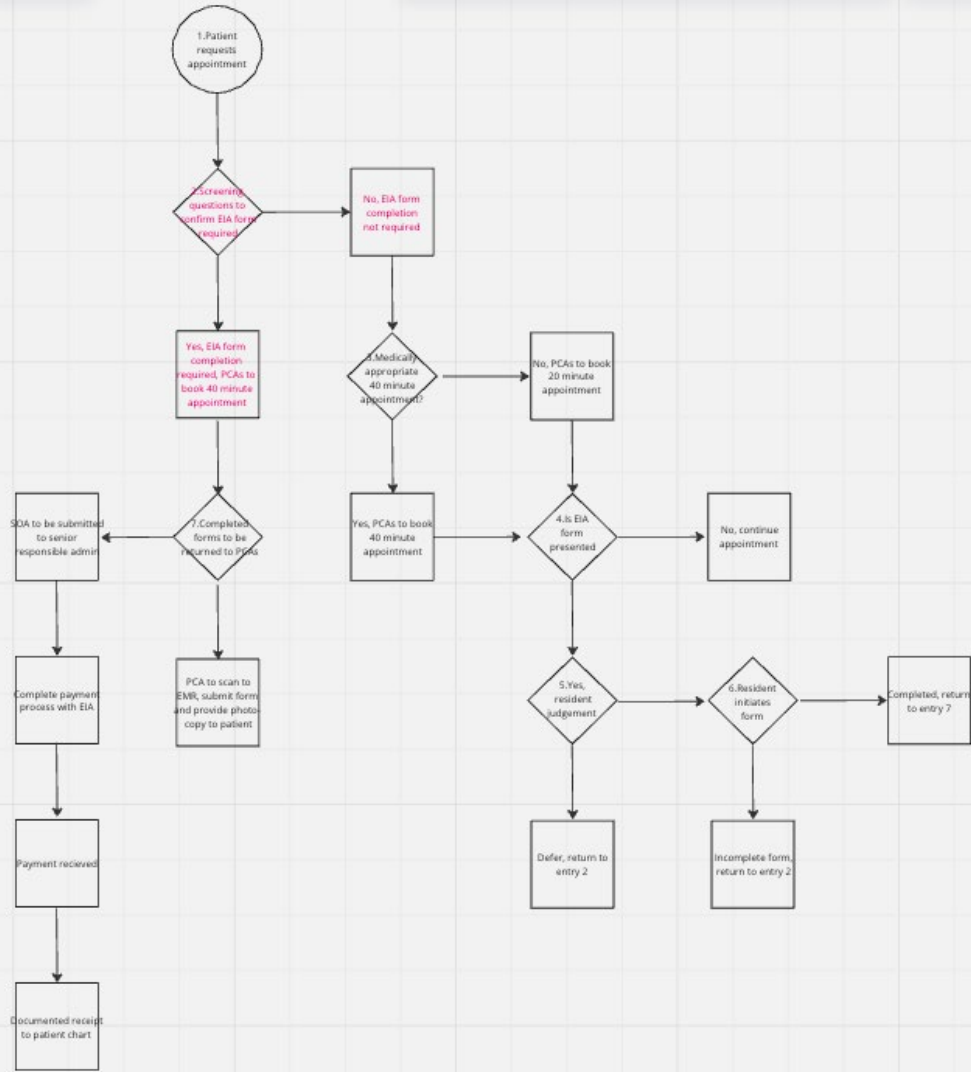 1.Patient
requests
appointment
2.Screening
questions to
confirm EIA form
required
No, EIA form
completion
not required
Yes, EIA form
completion
required, PCAs to
book 40 minute
appointment
3.Medically
appropriate
40 minute
appointment?
No, PCAs to book
20 minute
appointment
SOA to be submitted
to senior
responsible admin
7.Completed
forms to be
returned to PCAs
Yes, PCAs to book
40 minute
appointment
4.Is EIA
form
presented
No, continue
appointment
Complete payment
process with EIA
PCA to scan to
EMR, submit form
and provide photo-
copy to patient
5.Yes,
resident
judgement
6.Resident
initiates
form
Completed, return
to entry 7
Payment recieved
Defer, return to
entry 2
Incomplete form,
return to entry 2
Documented receipt
to patient chart